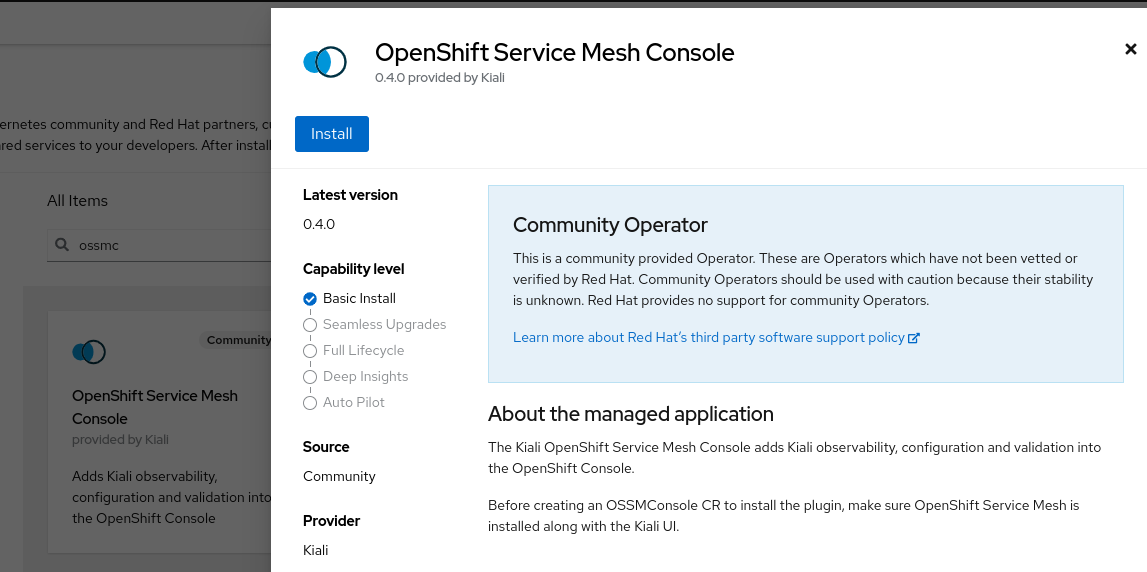 OpenShift Service Mesh Console
0.4.0 provided by Kiali
Install
ernetes community and Red Hat partners,
red services to your developers. After instal
All Items
ossmc
Community
OpenShift Service Mesh
Console
provided by Kiali
Adds Kiali observability,
configuration and validation into
the OpenShift Console
Latest version
0.4.0
Capability level
Basic Install
Seamless Upgrades
Full Lifecycle
Deep Insights
Auto Pilot
Source
Community
Provider
Kiali
Community Operator
This is a community provided Operator. These are Operators which have not been vetted or
verified by Red Hat. Community Operators should be used with caution because their stability
is unknown. Red Hat provides no support for community Operators.
Learn more about Red Hat's third party software support policy
About the managed application
The Kiali OpenShift Service Mesh Console adds Kiali observability, configuration and validation into
the OpenShift Console.
Before creating an OSSMConsole CR to install the plugin, make sure OpenShift Service Mesh is
installed along with the Kiali UI.